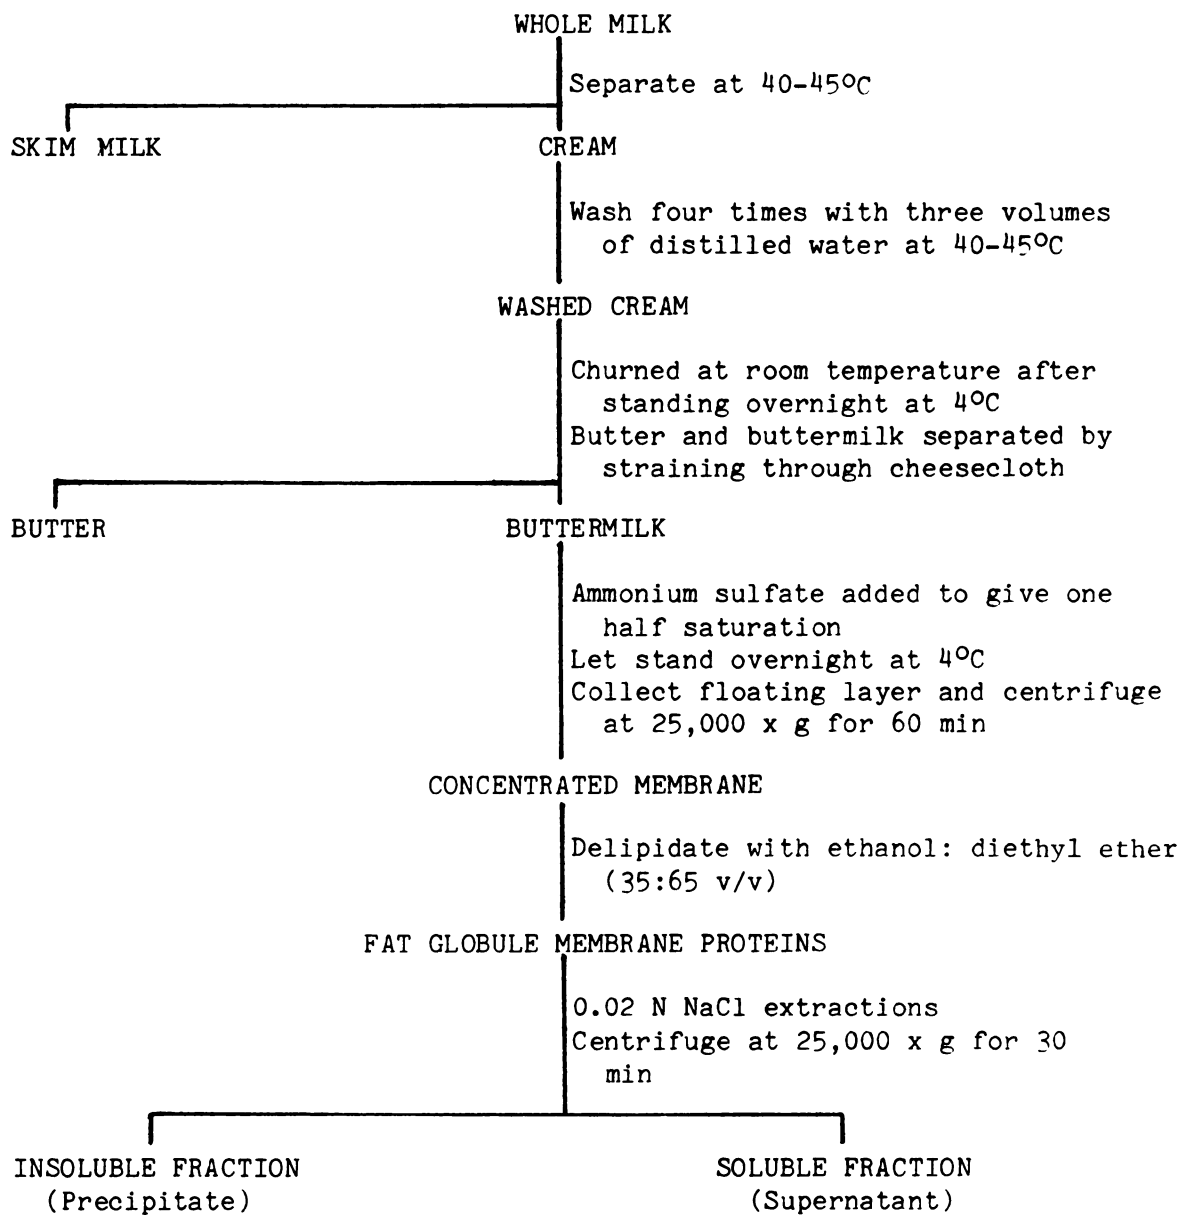 WHOLE MILK
Separate at 40-45°C
SKIM MILK CREAM
Wash four times with three volumes
of distilled water at 40-45°C
WASHED CREAM
Churned at room temperature after
standing overnight at 4°C
Butter and buttermilk separated by
straining through cheesecloth
BUTTER BUTTERMILK
Ammonium sulfate added to give one
half saturation
Let stand overnight at 4°C
Collect floating layer and centrifuge
at 25,000 x g for 60 min
CONCENTRATED MEMBRANE
Delipidate with ethanol: diethyl ether
(35:65 v/v)
FAT GLOBULE MEMBRANE PROTEINS
0.02 N NaCl extractions
Centrifuge at 25,000 x g for 30
min
INSOLUBLE FRACTION SOLUBLE FRACTION
(Precipitate) (Supernatant)